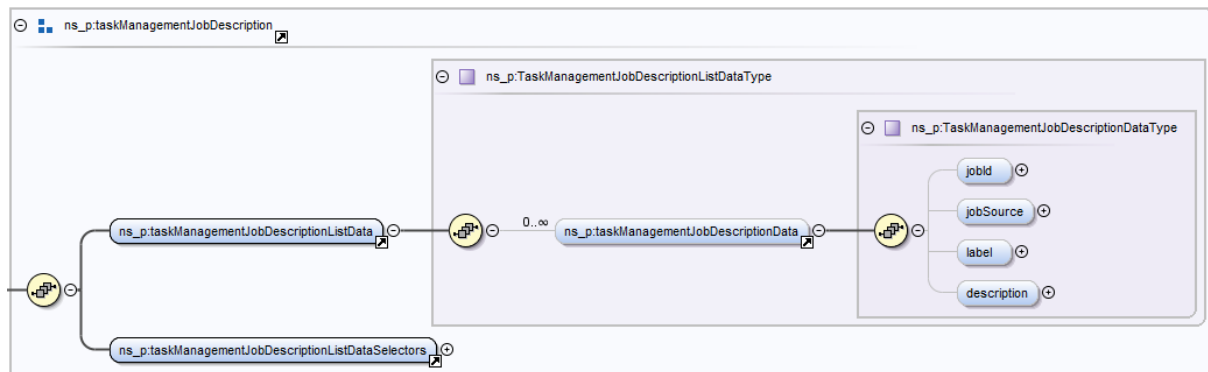 ns_p:taskManagementJobDescription
ns_p:TaskManagementJobDescriptionListDataType
ns_p:TaskManagementJobDescriptionDataType
jobId
jobSource
0..∞
ns_p:taskManagementJobDescriptionListData
ns_p:taskManagementJobDescriptionData
label
description
ns_p:taskManagementJobDescriptionListDataSelectors